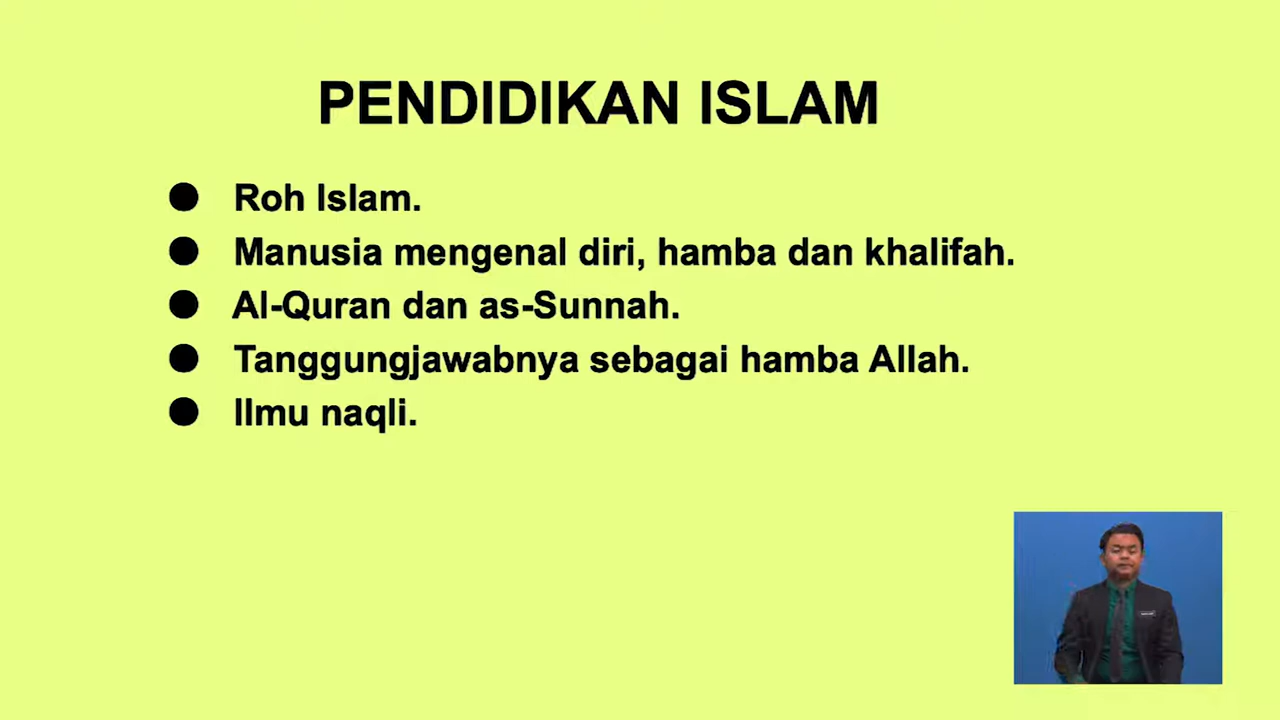 PENDIDIKAN ISLAM
● Roh Islam.
● Manusia mengenal diri, hamba dan khalifah.
● Al-Quran dan as-Sunnah.
● Tanggungjawabnya sebagai hamba Allah.
● Ilmu naqli.